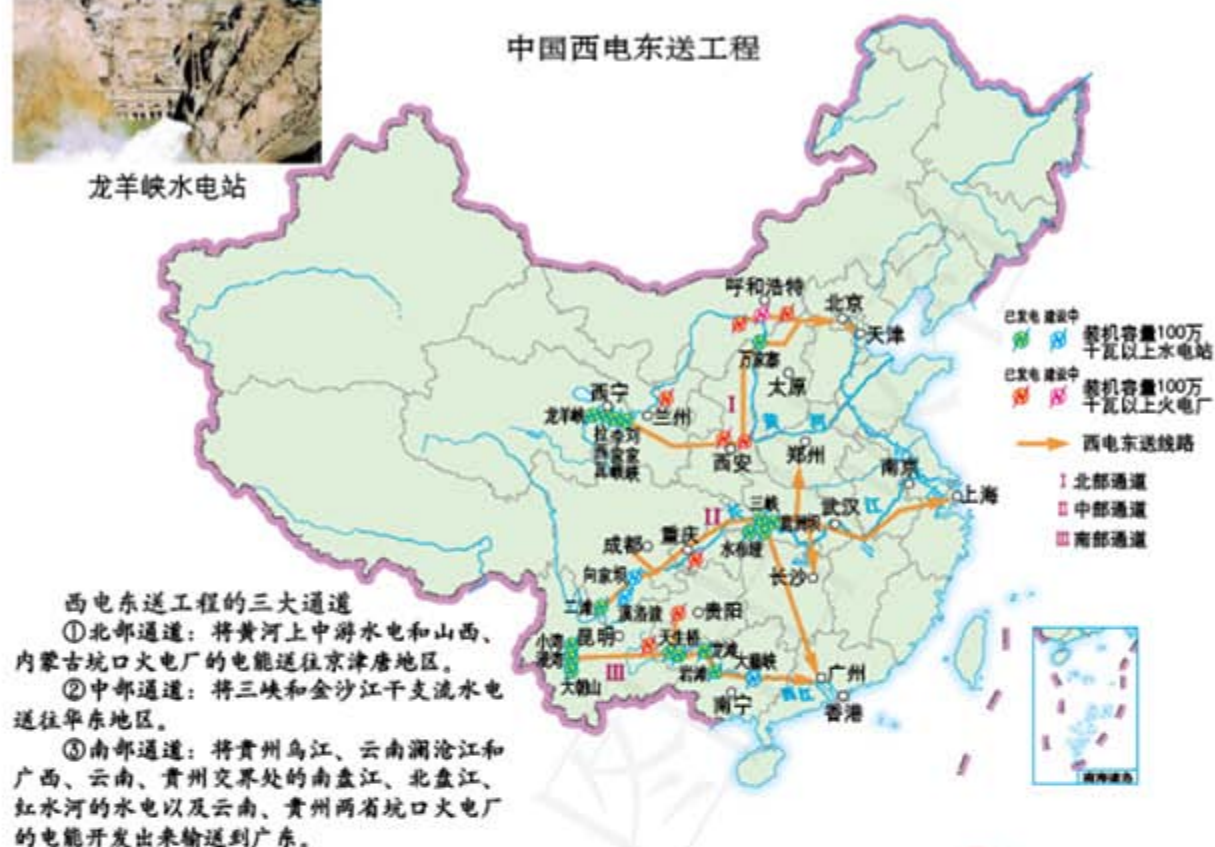 中国西电东送工程
龙羊峡水电站
呼和浩特
北京
天津
万家寨
太原
西宁
龙羊峡
兰州
拉西瓦
李家峡
刘家峡
西安
黄河
郑州
南京
上海
I
II
III
三峡
葛洲坝
武汉
长江
水布垭
成都
重庆
长沙
向家坝
二滩
溪洛渡
贵阳
小湾
昆明
天生桥
龙滩
大藤峡
岩滩
大朝山
南宁
广州
香港
西江
南海诸岛
已发电 建设中
装机容量100万
千瓦以上水电站
已发电 建设中
装机容量100万
千瓦以上火电厂
西电东送线路
I 北部通道
II 中部通道
III 南部通道
西电东送工程的三大通道
①北部通道：将黄河上中游水电和山西、
内蒙古坑口火电厂的电能送往京津唐地区。
②中部通道：将三峡和金沙江干支流水电
送往华东地区。
③南部通道：将贵州乌江、云南澜沧江和
广西、云南、贵州交界处的南盘江、北盘江、
红水河的水电以及云南、贵州两省坑口火电厂
的电能开发出来输送到广东。